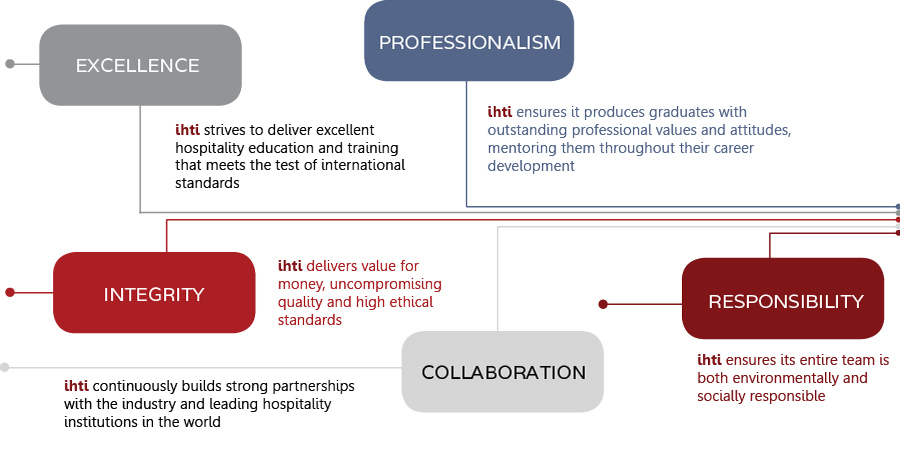 EXCELLENCE
ihti strives to deliver excellent
hospitality education and training
that meets the test of international
standards
PROFESSIONALISM
ihti ensures it produces graduates with
outstanding professional values and attitudes,
mentoring them throughout their career
development
INTEGRITY
ihti delivers value for
money, uncompromising
quality and high ethical
standards
COLLABORATION
ihti continuously builds strong partnerships
with the industry and leading hospitality
institutions in the world
RESPONSIBILITY
ihti ensures its entire team is
both environmentally and
socially responsible